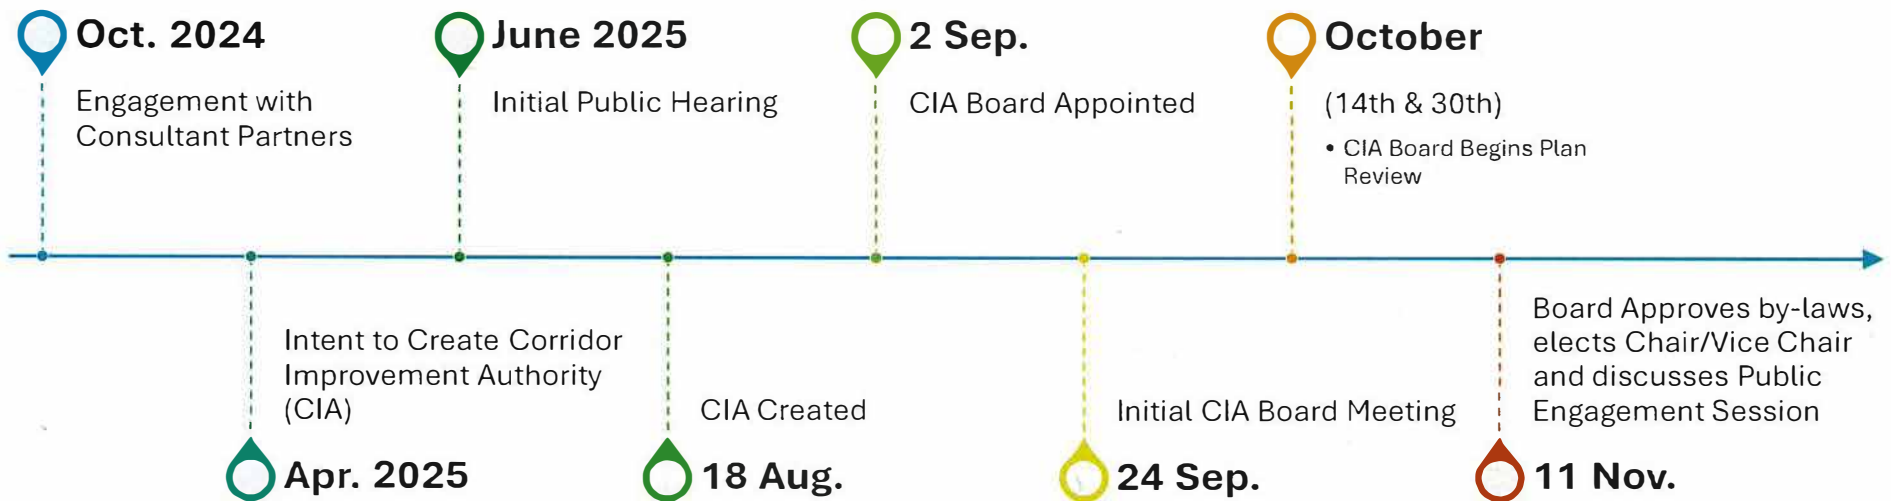 Oct. 2024
Engagement with
Consultant Partners
Intent to Create Corridor
Improvement Authority
(CIA)
Apr. 2025
June 2025
Initial Public Hearing
CIA Created
18 Aug.
2 Sep.
CIA Board Appointed
Initial CIA Board Meeting
24 Sep.
October
(14th & 30th)
• CIA Board Begins Plan
Review
Board Approves by-laws,
elects Chair/Vice Chair
and discusses Public
Engagement Session
11 Nov.